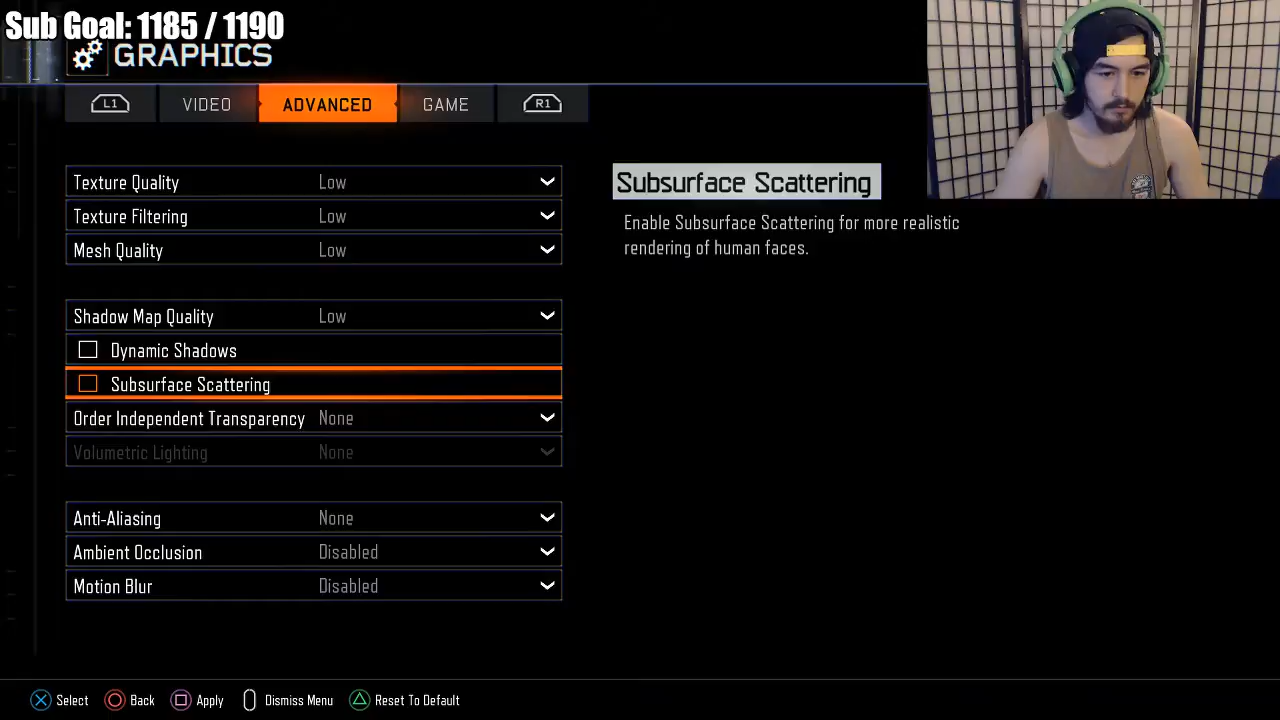 Sub Goal: 1185 / 1190
GRAPHICS
L1 VIDEO ADVANCED GAME R1
Texture Quality Low
Texture Filtering Low
Mesh Quality Low
Shadow Map Quality Low
Dynamic Shadows
Subsurface Scattering
Order Independent Transparency None
Volumetric Lighting None
Anti-Aliasing None
Ambient Occlusion Disabled
Motion Blur Disabled
Subsurface Scattering
Enable Subsurface Scattering for more realistic
rendering of human faces.
Select Back Apply Dismiss Menu Reset To Default